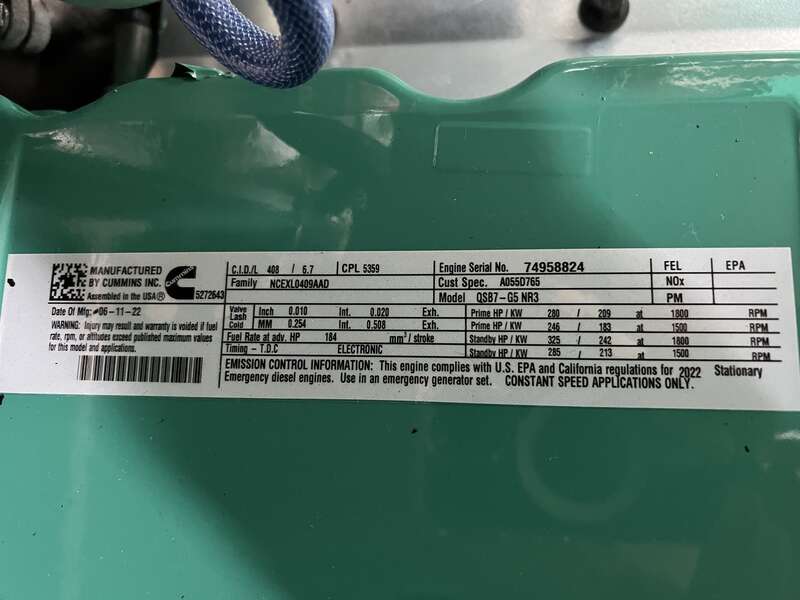 MANUFACTURED
BY CUMMINS INC.
Assembled in the USA®
5272643
Date Of Mfg: *06-11-22
WARNING: Injury may result and warranty is voided if fuel
rate, rpm, or altitudes exceed published maximum values
for this model and applications.
C.I.D./L 408 / 6.7 CPL 5359
Family NCEXL0409AAD
Engine Serial No. 74958824
Cust Spec. A055D765
Model QSB7-G5 NR3
FEL EPA
NOx
PM
Valve Lash Cold
Inch 0.010 Int. 0.020 Exh.
MM 0.254 Int. 0.508 Exh.
Fuel Rate at adv. HP 184 mm³/stroke
Timing - T.D.C ELECTRONIC
Prime HP / KW 280 / 209 at 1800 RPM
Prime HP / KW 246 / 183 at 1500 RPM
Standby HP / KW 325 / 242 at 1800 RPM
Standby HP / KW 285 / 213 at 1500 RPM
EMISSION CONTROL INFORMATION: This engine complies with U.S. EPA and California regulations for 2022 Stationary
Emergency diesel engines. Use in an emergency generator set. CONSTANT SPEED APPLICATIONS ONLY.